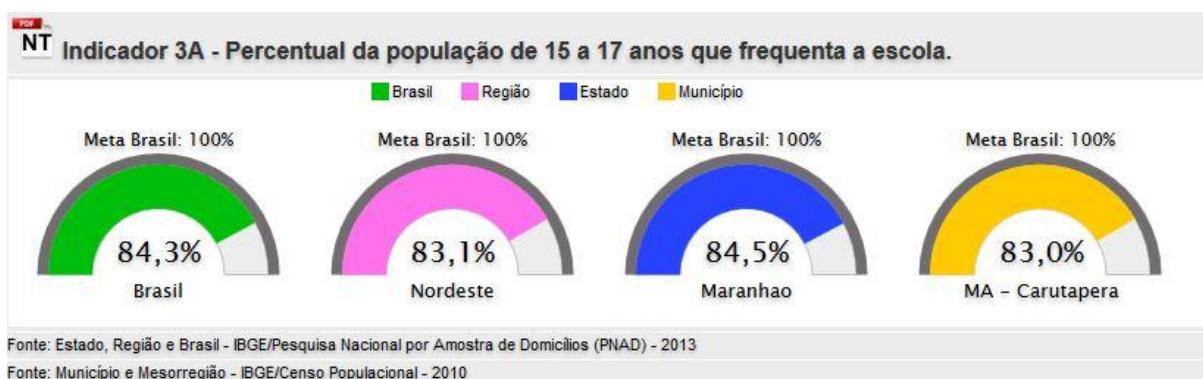 PDF
NT
Indicador 3A - Percentual da população de 15 a 17 anos que frequenta a escola.
Brasil Região Estado Município
Meta Brasil: 100% Meta Brasil: 100% Meta Brasil: 100% Meta Brasil: 100%
84,3% 83,1% 84,5% 83,0%
Brasil Nordeste Maranhao MA - Carutapera
Fonte: Estado, Região e Brasil - IBGE/Pesquisa Nacional por Amostra de Domicílios (PNAD) - 2013
Fonte: Município e Mesorregião - IBGE/Censo Populacional - 2010